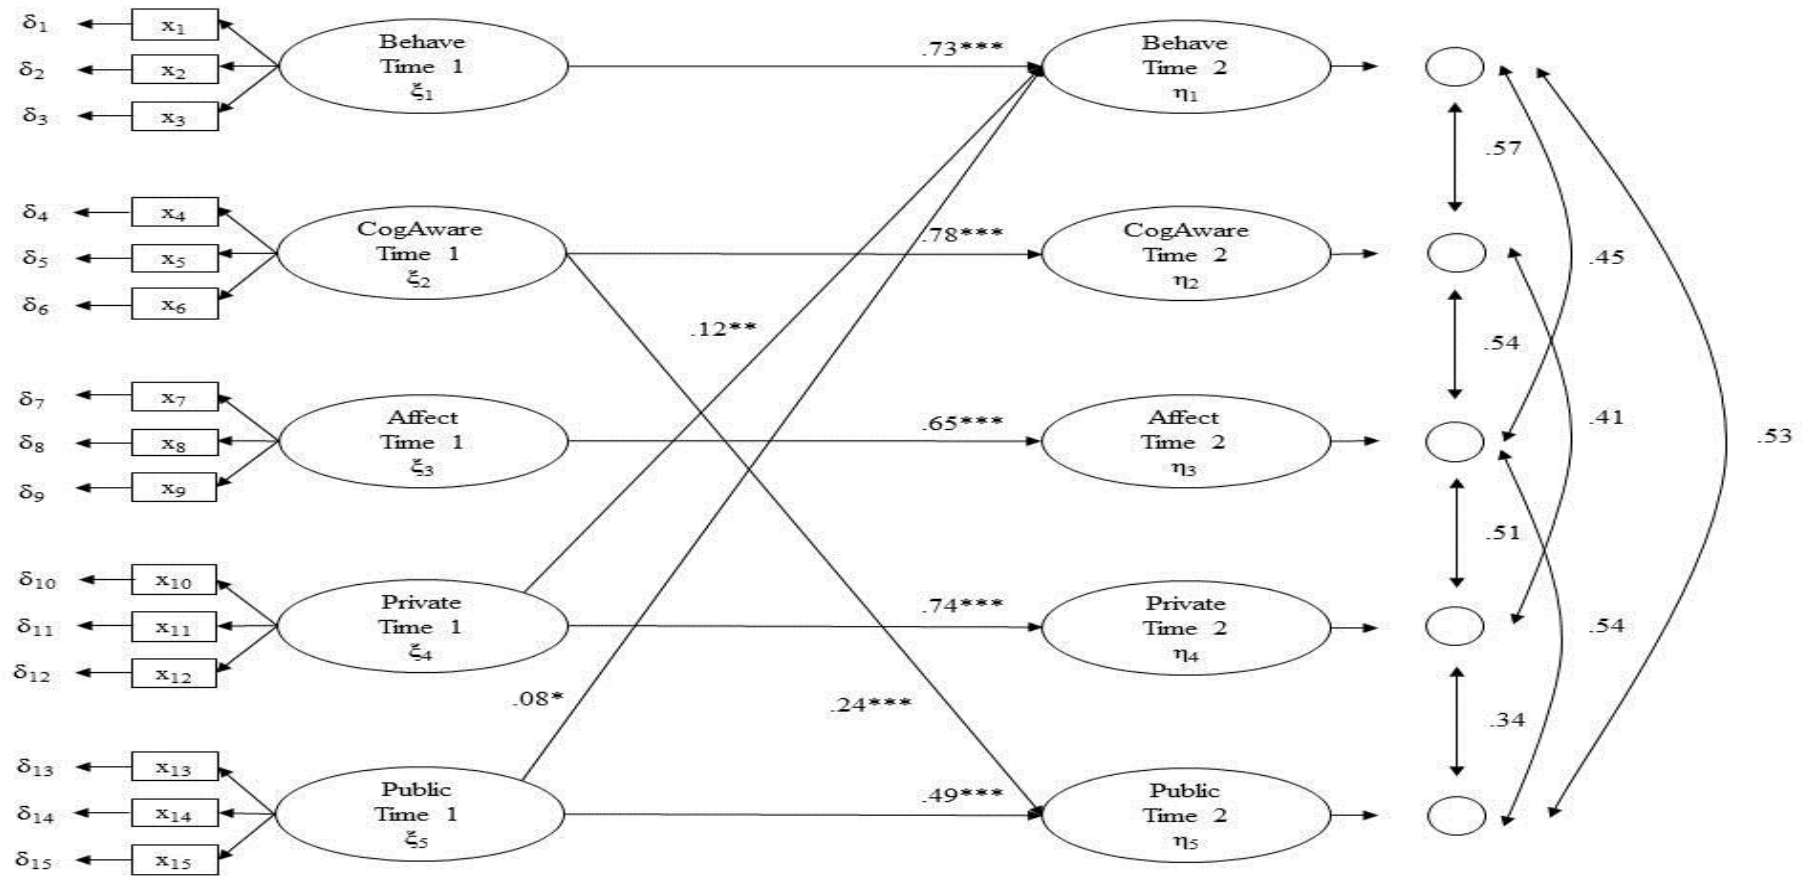 δ1 x1
δ2 x2
δ3 x3
Behave
Time 1
ξ1
.73***
Behave
Time 2
η1
.57
δ4 x4
δ5 x5
δ6 x6
CogAware
Time 1
ξ2
.78***
CogAware
Time 2
η2
.45
.12**
.54
δ7 x7
δ8 x8
δ9 x9
Affect
Time 1
ξ3
.65***
Affect
Time 2
η3
.41
.53
.51
δ10 x10
δ11 x11
δ12 x12
Private
Time 1
ξ4
.74***
Private
Time 2
η4
.54
.08*
.24***
.34
δ13 x13
δ14 x14
δ15 x15
Public
Time 1
ξ5
.49***
Public
Time 2
η5